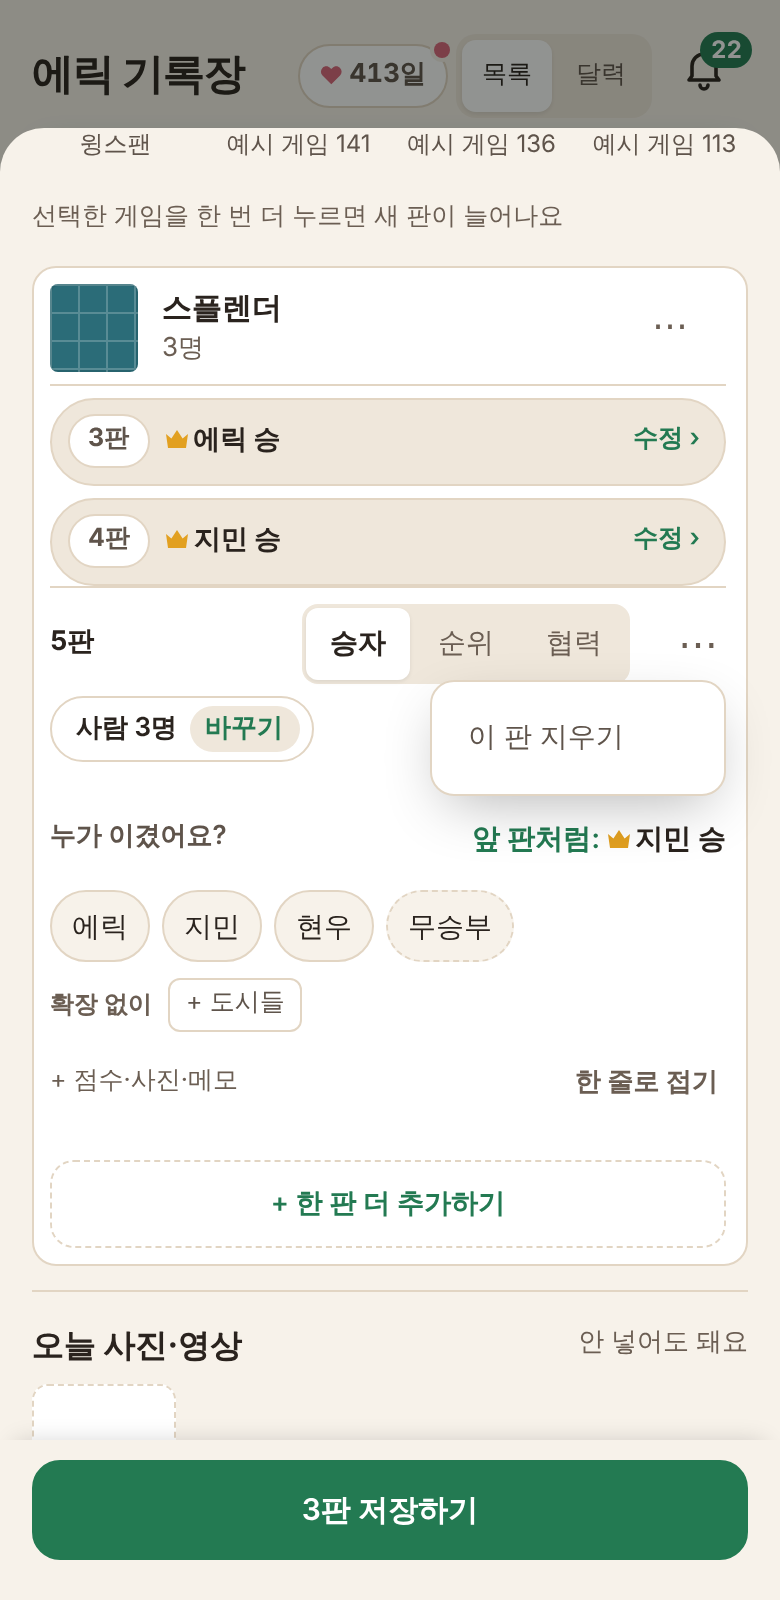 에릭 기록장
413일
목록
달력
22
윙스팬
예시 게임 141
예시 게임 136
예시 게임 113
선택한 게임을 한 번 더 누르면 새 판이 늘어나요
스플렌더
3명
…
3판 에릭 승 수정 ›
4판 지민 승 수정 ›
5판 승자 순위 협력 …
사람 3명 바꾸기
이 판 지우기
누가 이겼어요? 앞 판처럼: 지민 승
에릭 지민 현우 무승부
확장 없이 + 도시들
+ 점수·사진·메모 한 줄로 접기
+ 한 판 더 추가하기
오늘 사진·영상 안 넣어도 돼요
3판 저장하기